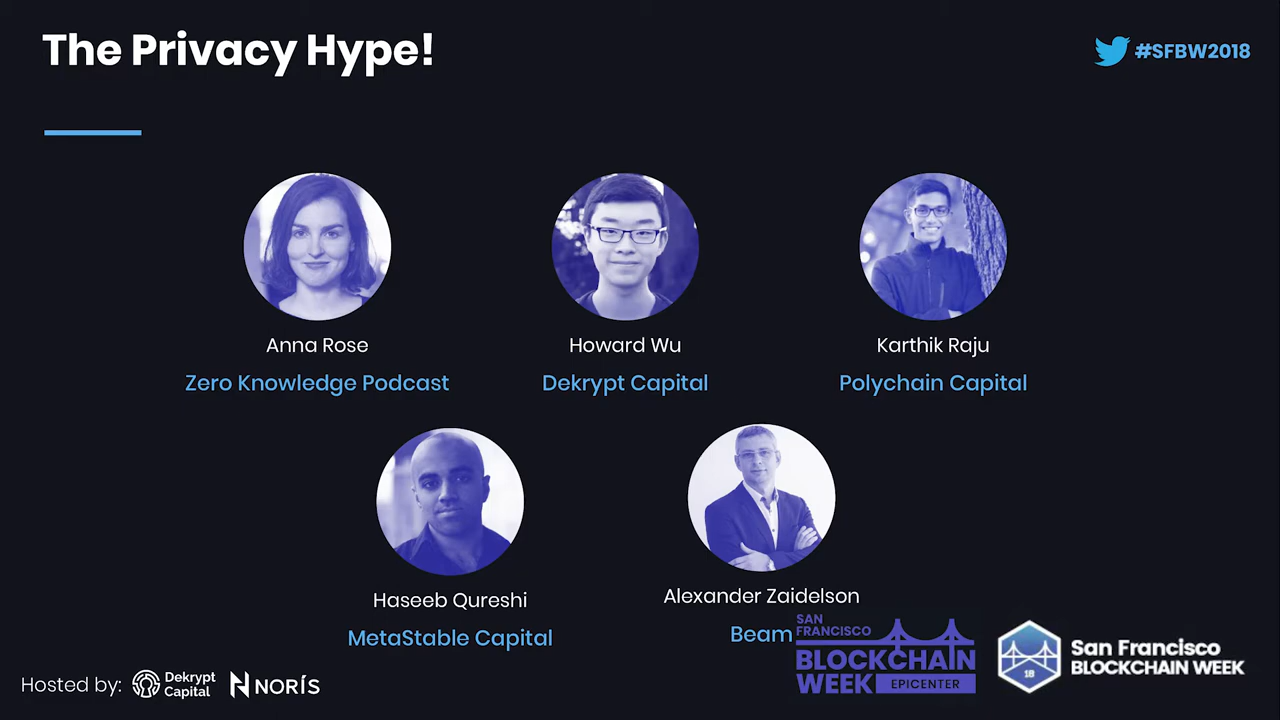 The Privacy Hype!
#SFBW2018
Anna Rose
Zero Knowledge Podcast
Howard Wu
Dekrypt Capital
Karthik Raju
Polychain Capital
Haseeb Qureshi
MetaStable Capital
Alexander Zaidelson
Beam
Hosted by:
Dekrypt
Capital
NORIS
SAN
FRANCISCO
BLOCKCHAIN
WEEK EPICENTER
18
San Francisco
BLOCKCHAIN WEEK